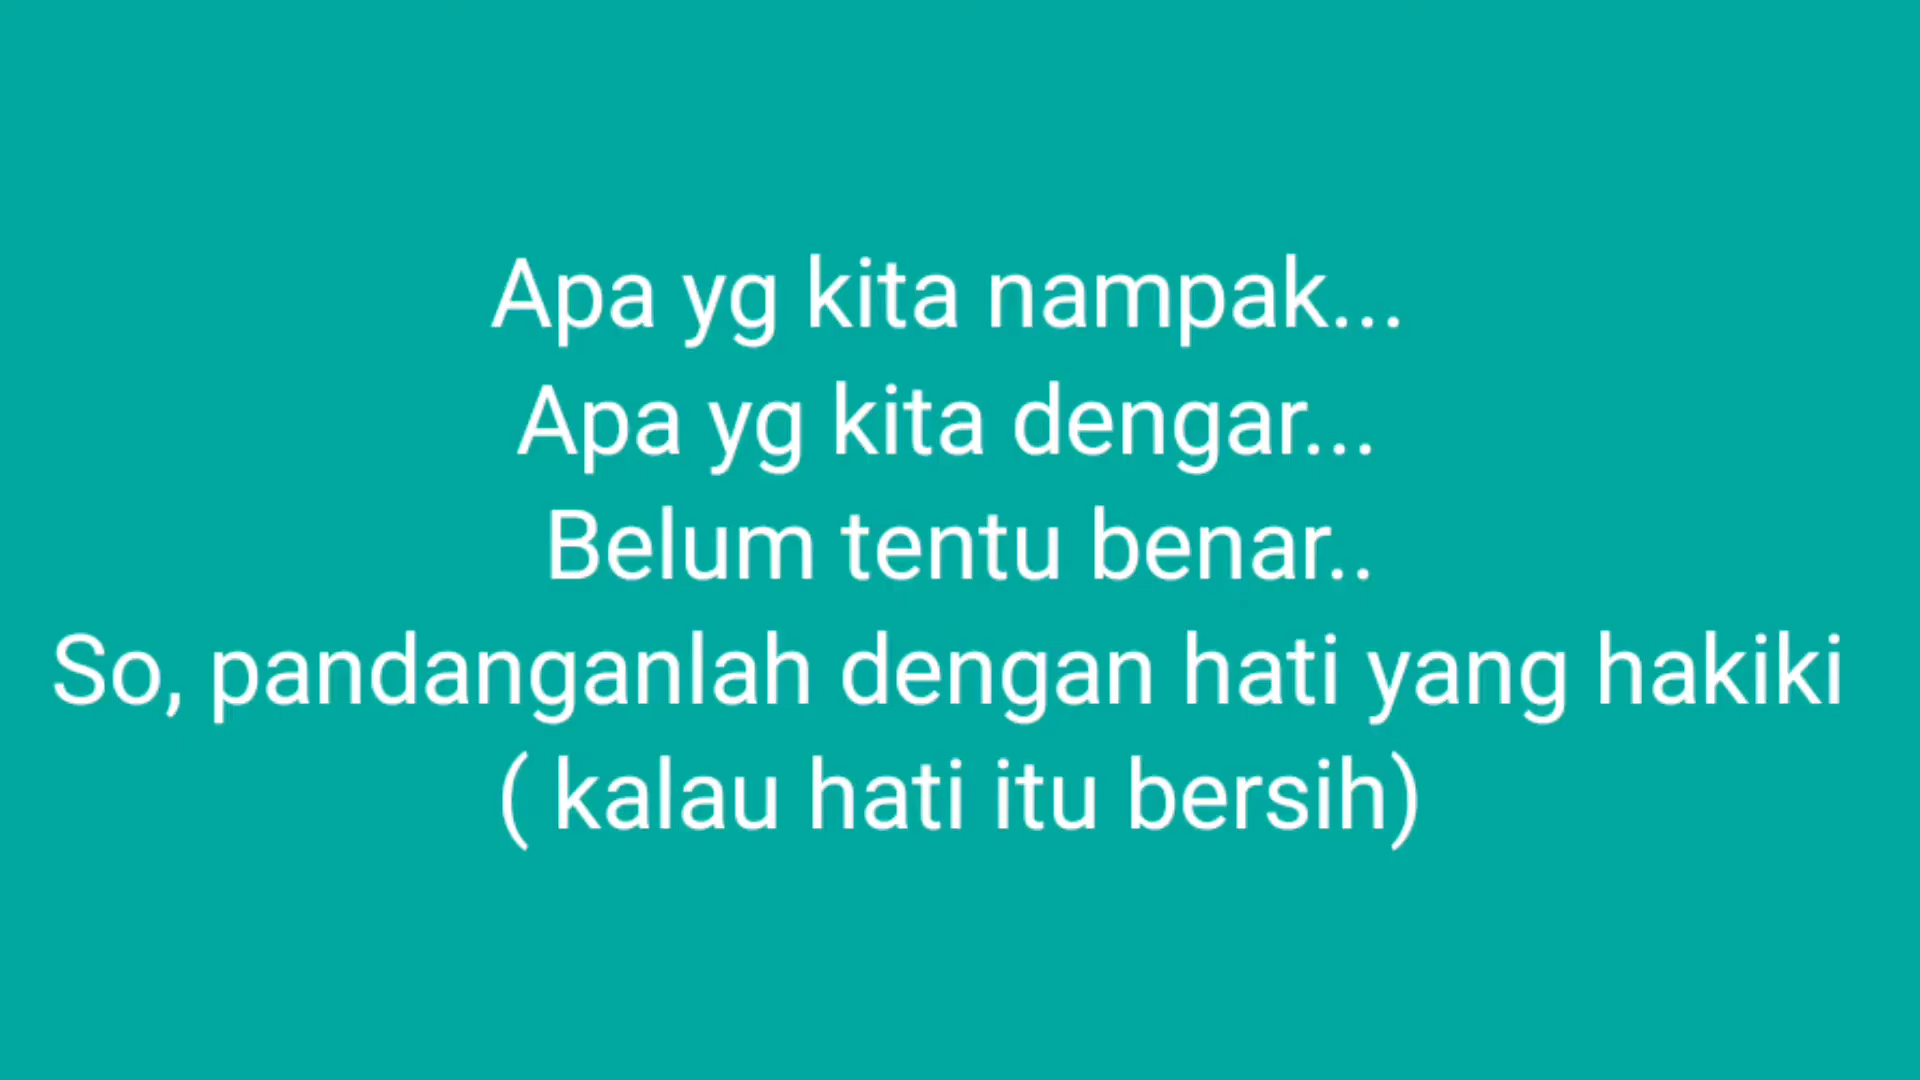 Apa yg kita nampak...
Apa yg kita dengar...
Belum tentu benar..
So, pandanganlah dengan hati yang hakiki
( kalau hati itu bersih)